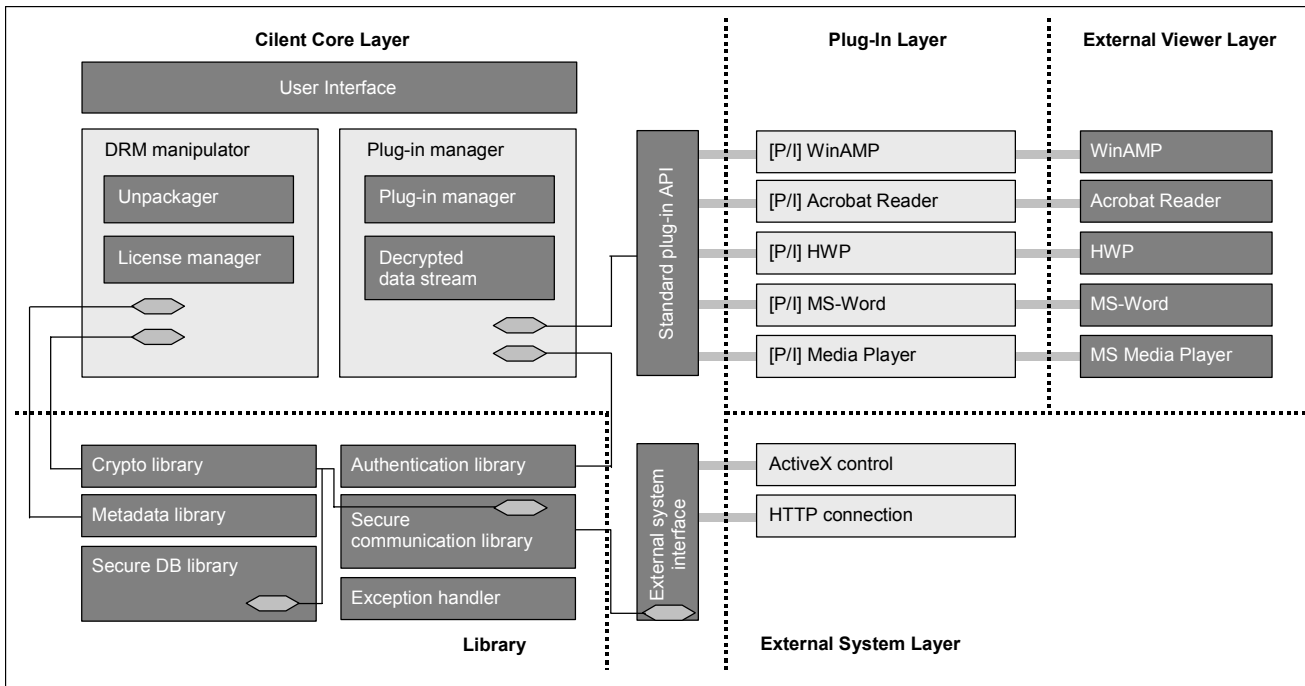 Cilent Core Layer
Plug-In Layer
External Viewer Layer
User Interface
DRM manipulator
Unpackager
License manager
Plug-in manager
Plug-in manager
Decrypted
data stream
Standard plug-in API
[P/I] WinAMP
[P/I] Acrobat Reader
[P/I] HWP
[P/I] MS-Word
[P/I] Media Player
WinAMP
Acrobat Reader
HWP
MS-Word
MS Media Player
Crypto library
Metadata library
Secure DB library
Authentication library
Secure
communication library
Exception handler
External system
interface
ActiveX control
HTTP connection
Library
External System Layer